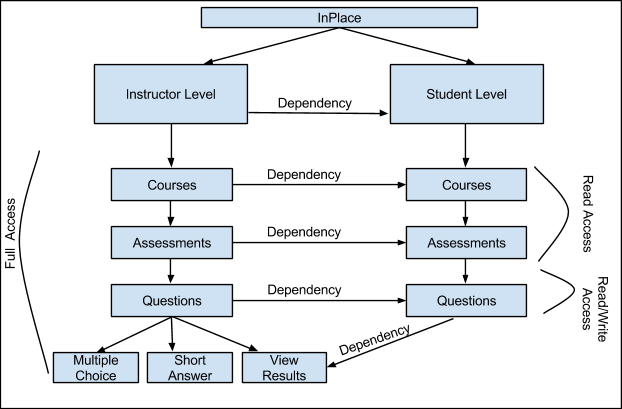 InPlace
Instructor Level
Dependency
Student Level
Full Access
Courses
Dependency
Courses
Read Access
Assessments
Dependency
Assessments
Questions
Dependency
Questions
Read/Write
Access
Dependency
Multiple
Choice
Short
Answer
View
Results